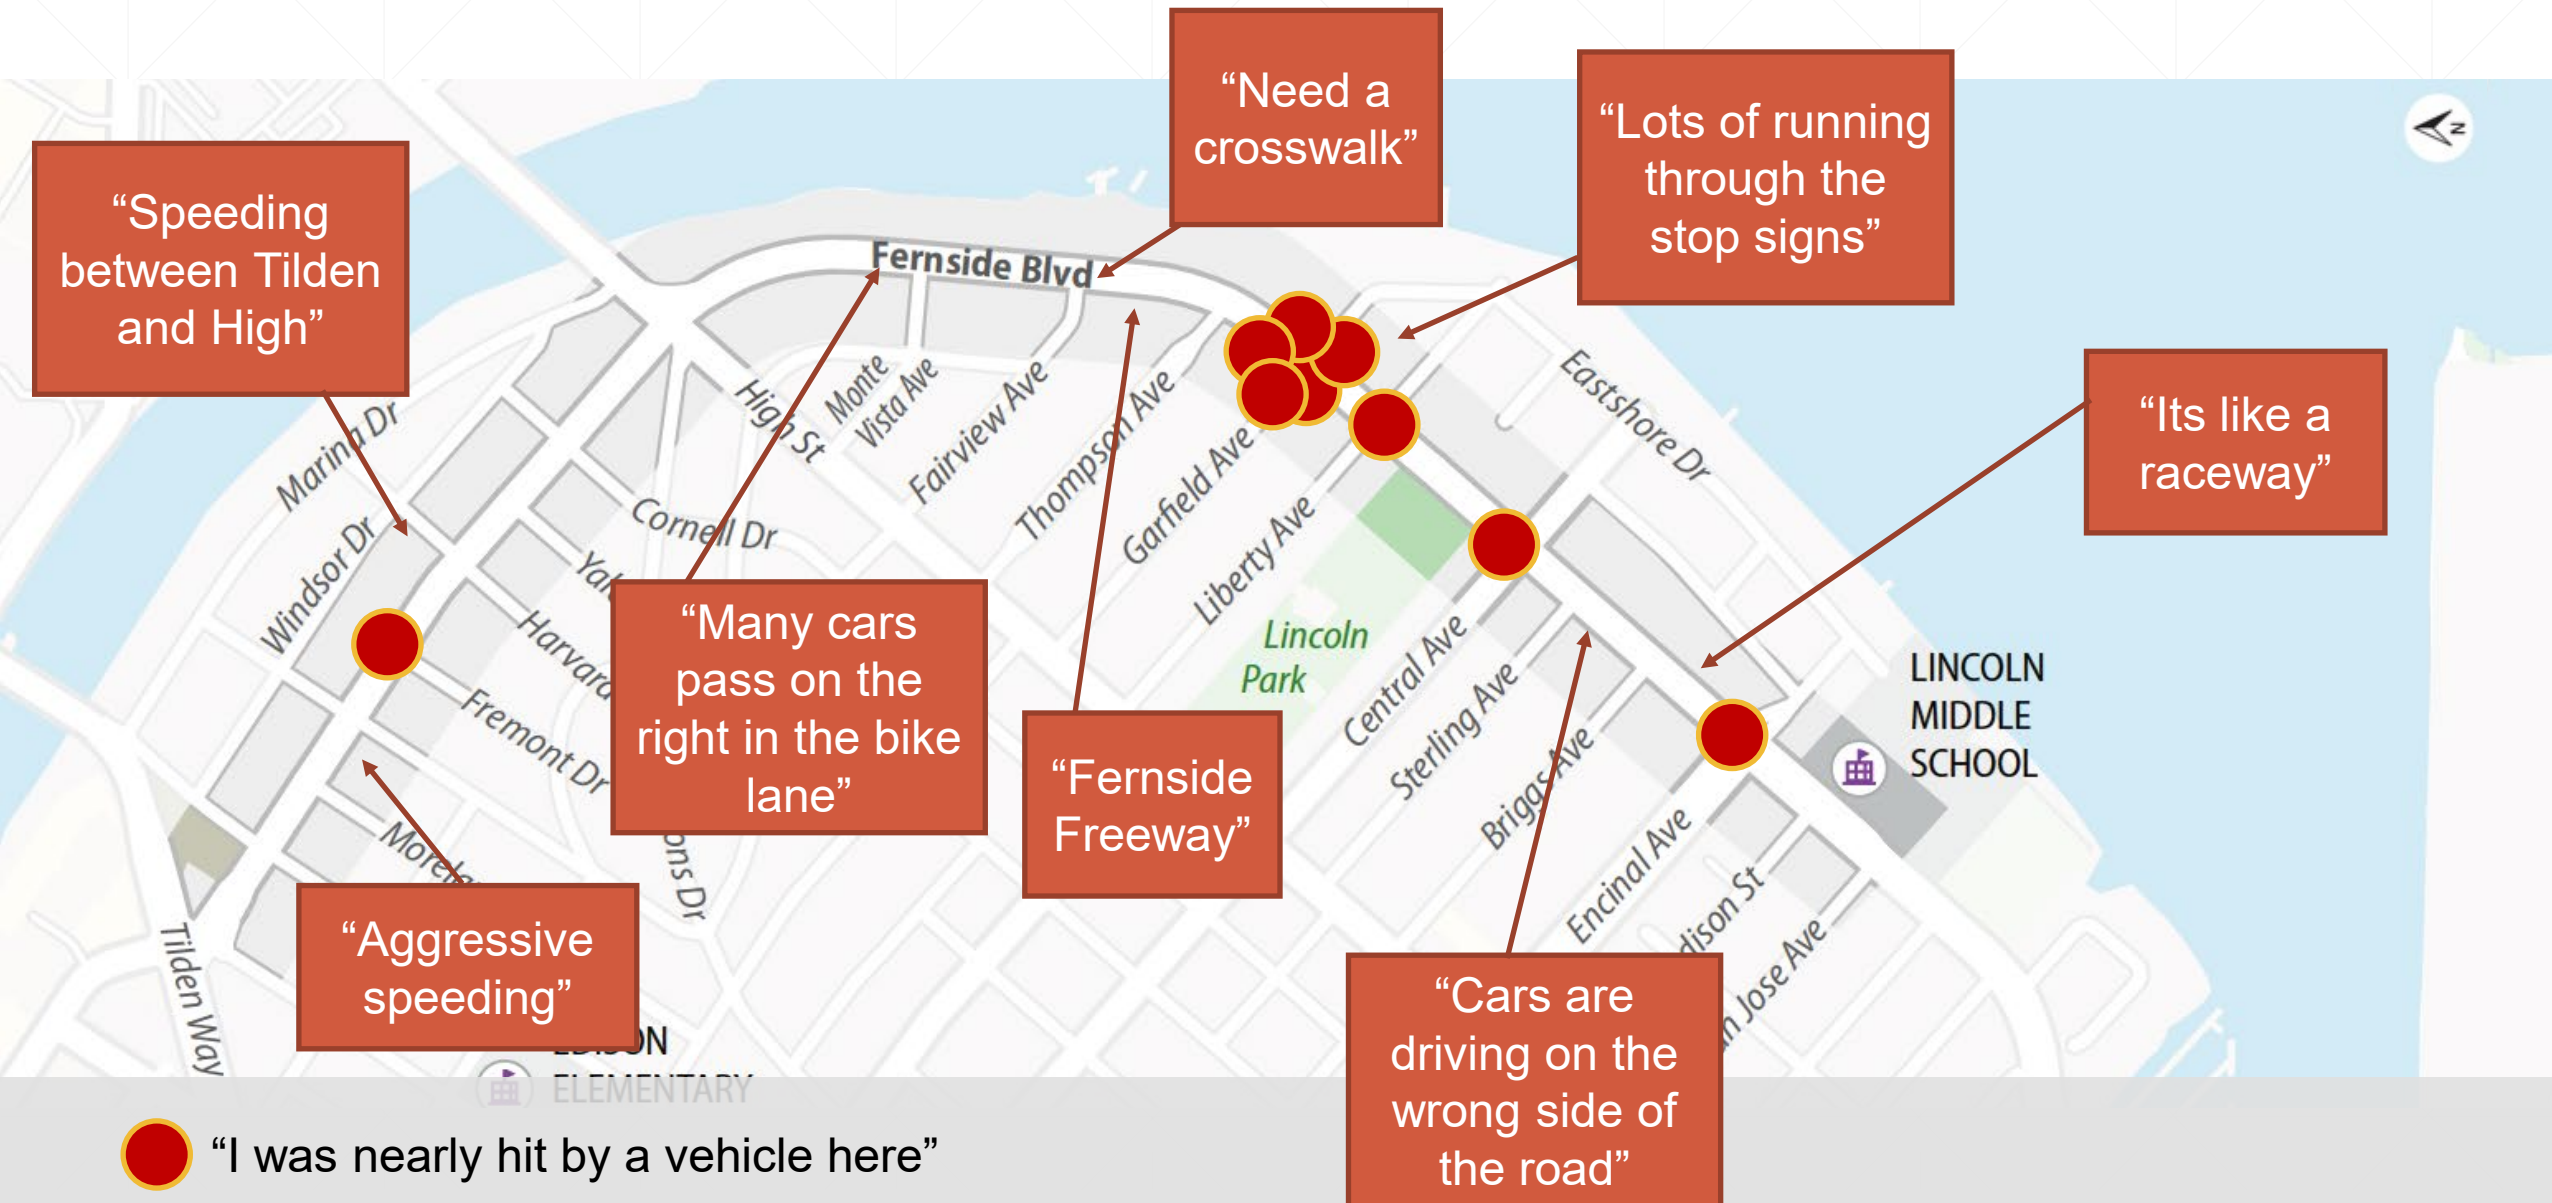 “Need a
crosswalk”
“Lots of running
through the
stop signs”
N
“Speeding
between Tilden
and High”
Fernside Blvd
“Its like a
raceway”
Marina Dr
Windsor Dr
High St
Monte
Vista Ave
Fairview Ave
Thompson Ave
Garfield Ave
Liberty Ave
Eastshore Dr
Cornell Dr
Harvard
Fremont Dr
“Many cars
pass on the
right in the bike
lane”
Lincoln
Park
Central Ave
Sterling Ave
Briggs Ave
LINCOLN
MIDDLE
SCHOOL
“Fernside
Freeway”
Encinal Ave
Jose Ave
“Aggressive
speeding”
Tilden Way
“Cars are
driving on the
wrong side of
the road”
EDISON
ELEMENTARY
“I was nearly hit by a vehicle here”